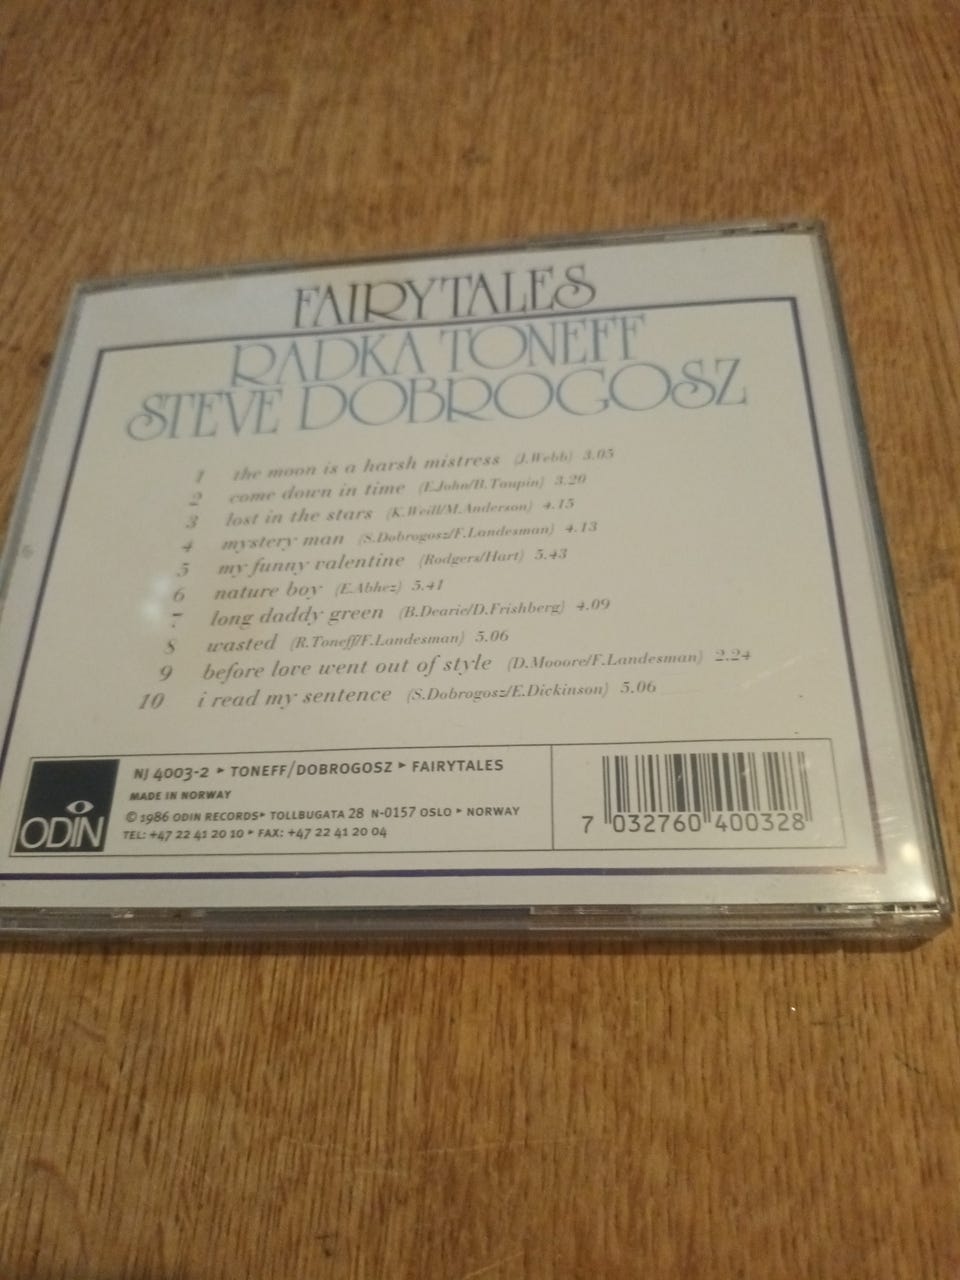 FAIRYTALES
RADKA TONEFF
STEVE DOBROGOSZ
1 the moon is a harsh mistress (J.Webb) 3.05
2 come down in time (E.John/B.Taupin) 3.20
3 lost in the stars (K.Weill/M.Anderson) 4.15
4 mystery man (S.Dobrogosz/F.Landesman) 4.13
5 my funny valentine (Rodgers/Hart) 5.43
6 nature boy (E.Abhez) 5.41
7 long daddy green (B.Dearie/D.Frishberg) 4.09
8 wasted (R.Toneff/F.Landesman) 5.06
9 before love went out of style (D.Mooore/F.Landesman) 2.24
10 i read my sentence (S.Dobrogosz/E.Dickinson) 5.06
ODIN
NJ 4003-2 ▸ TONEFF/DOBROGOSZ ▸ FAIRYTALES
MADE IN NORWAY
© 1986 ODIN RECORDS ▸ TOLLBUGATA 28 N-0157 OSLO ▸ NORWAY
TEL: +47 22 41 20 10 ▸ FAX: +47 22 41 20 04
7 032760 400328